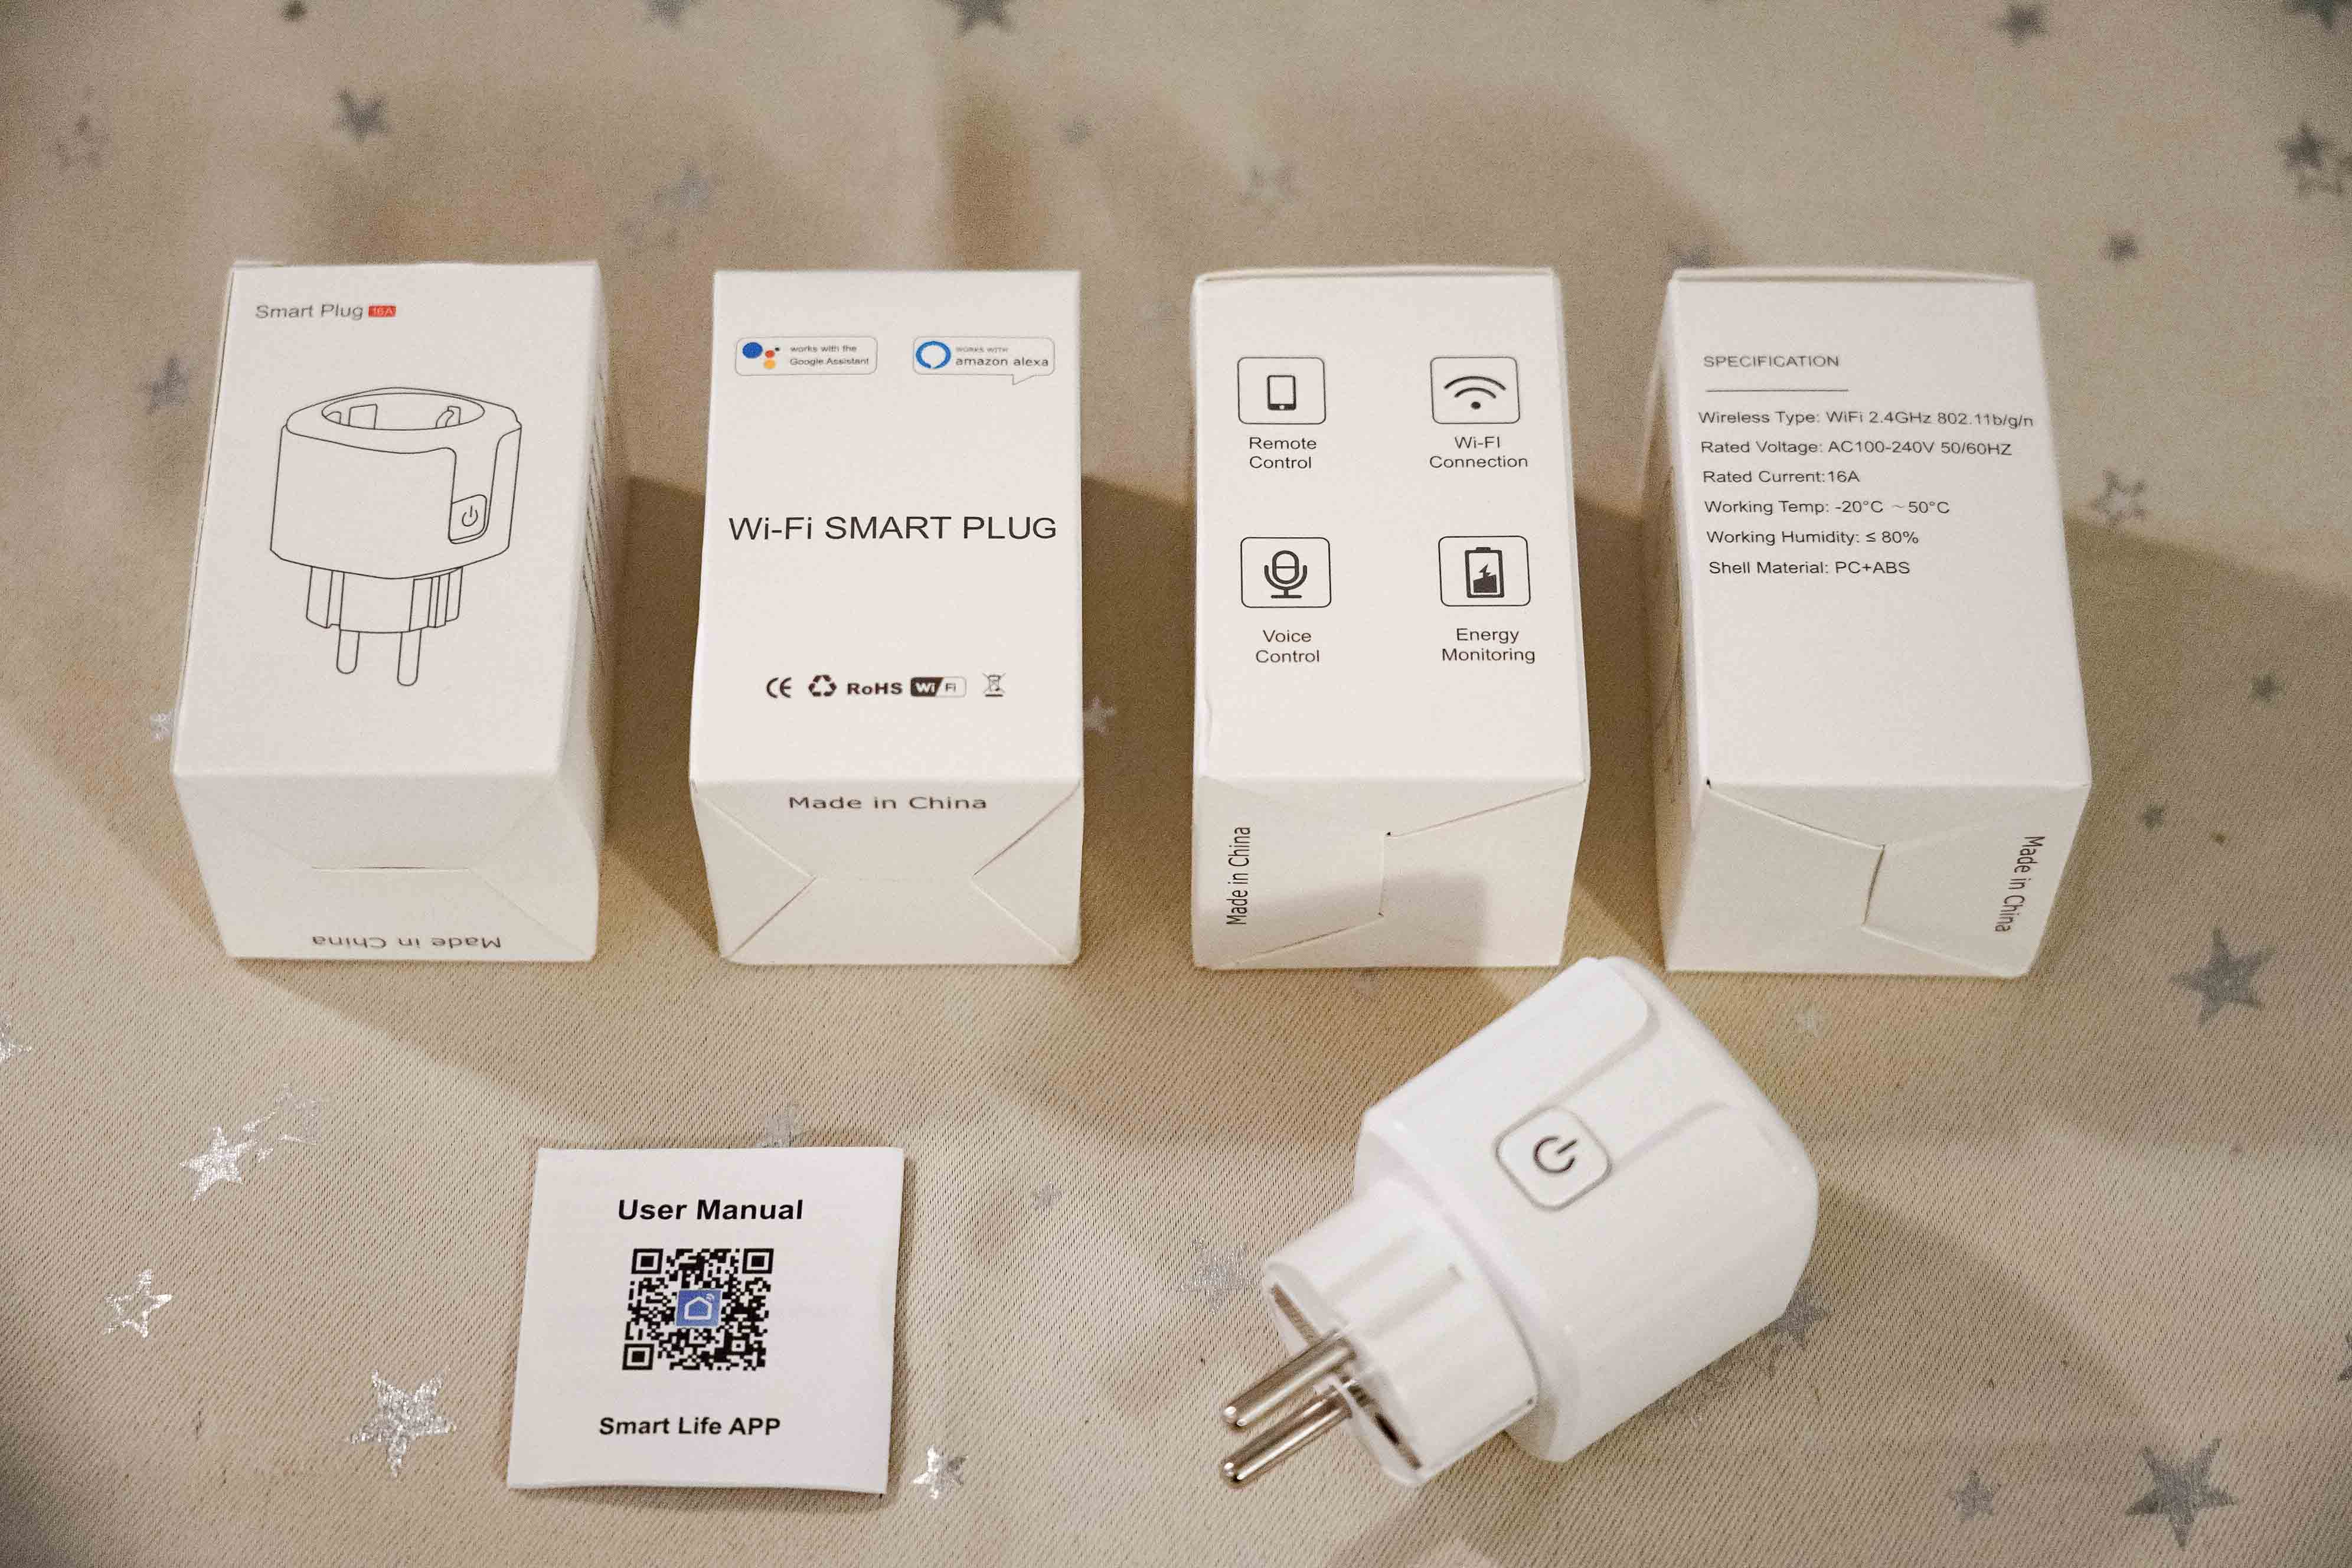 Smart Plug 16A
Made in China
works with the
Google Assistant
WORKS WITH
amazon alexa
Wi-Fi SMART PLUG
CE RoHS Wi Fi
Made in China
Remote
Control
Wi-FI
Connection
Voice
Control
Energy
Monitoring
Made in China
SPECIFICATION
Wireless Type: WiFi 2.4GHz 802.11b/g/n
Rated Voltage: AC100-240V 50/60HZ
Rated Current:16A
Working Temp: -20°C ~50°C
Working Humidity: ≤ 80%
Shell Material: PC+ABS
Made in China
User Manual
Smart Life APP